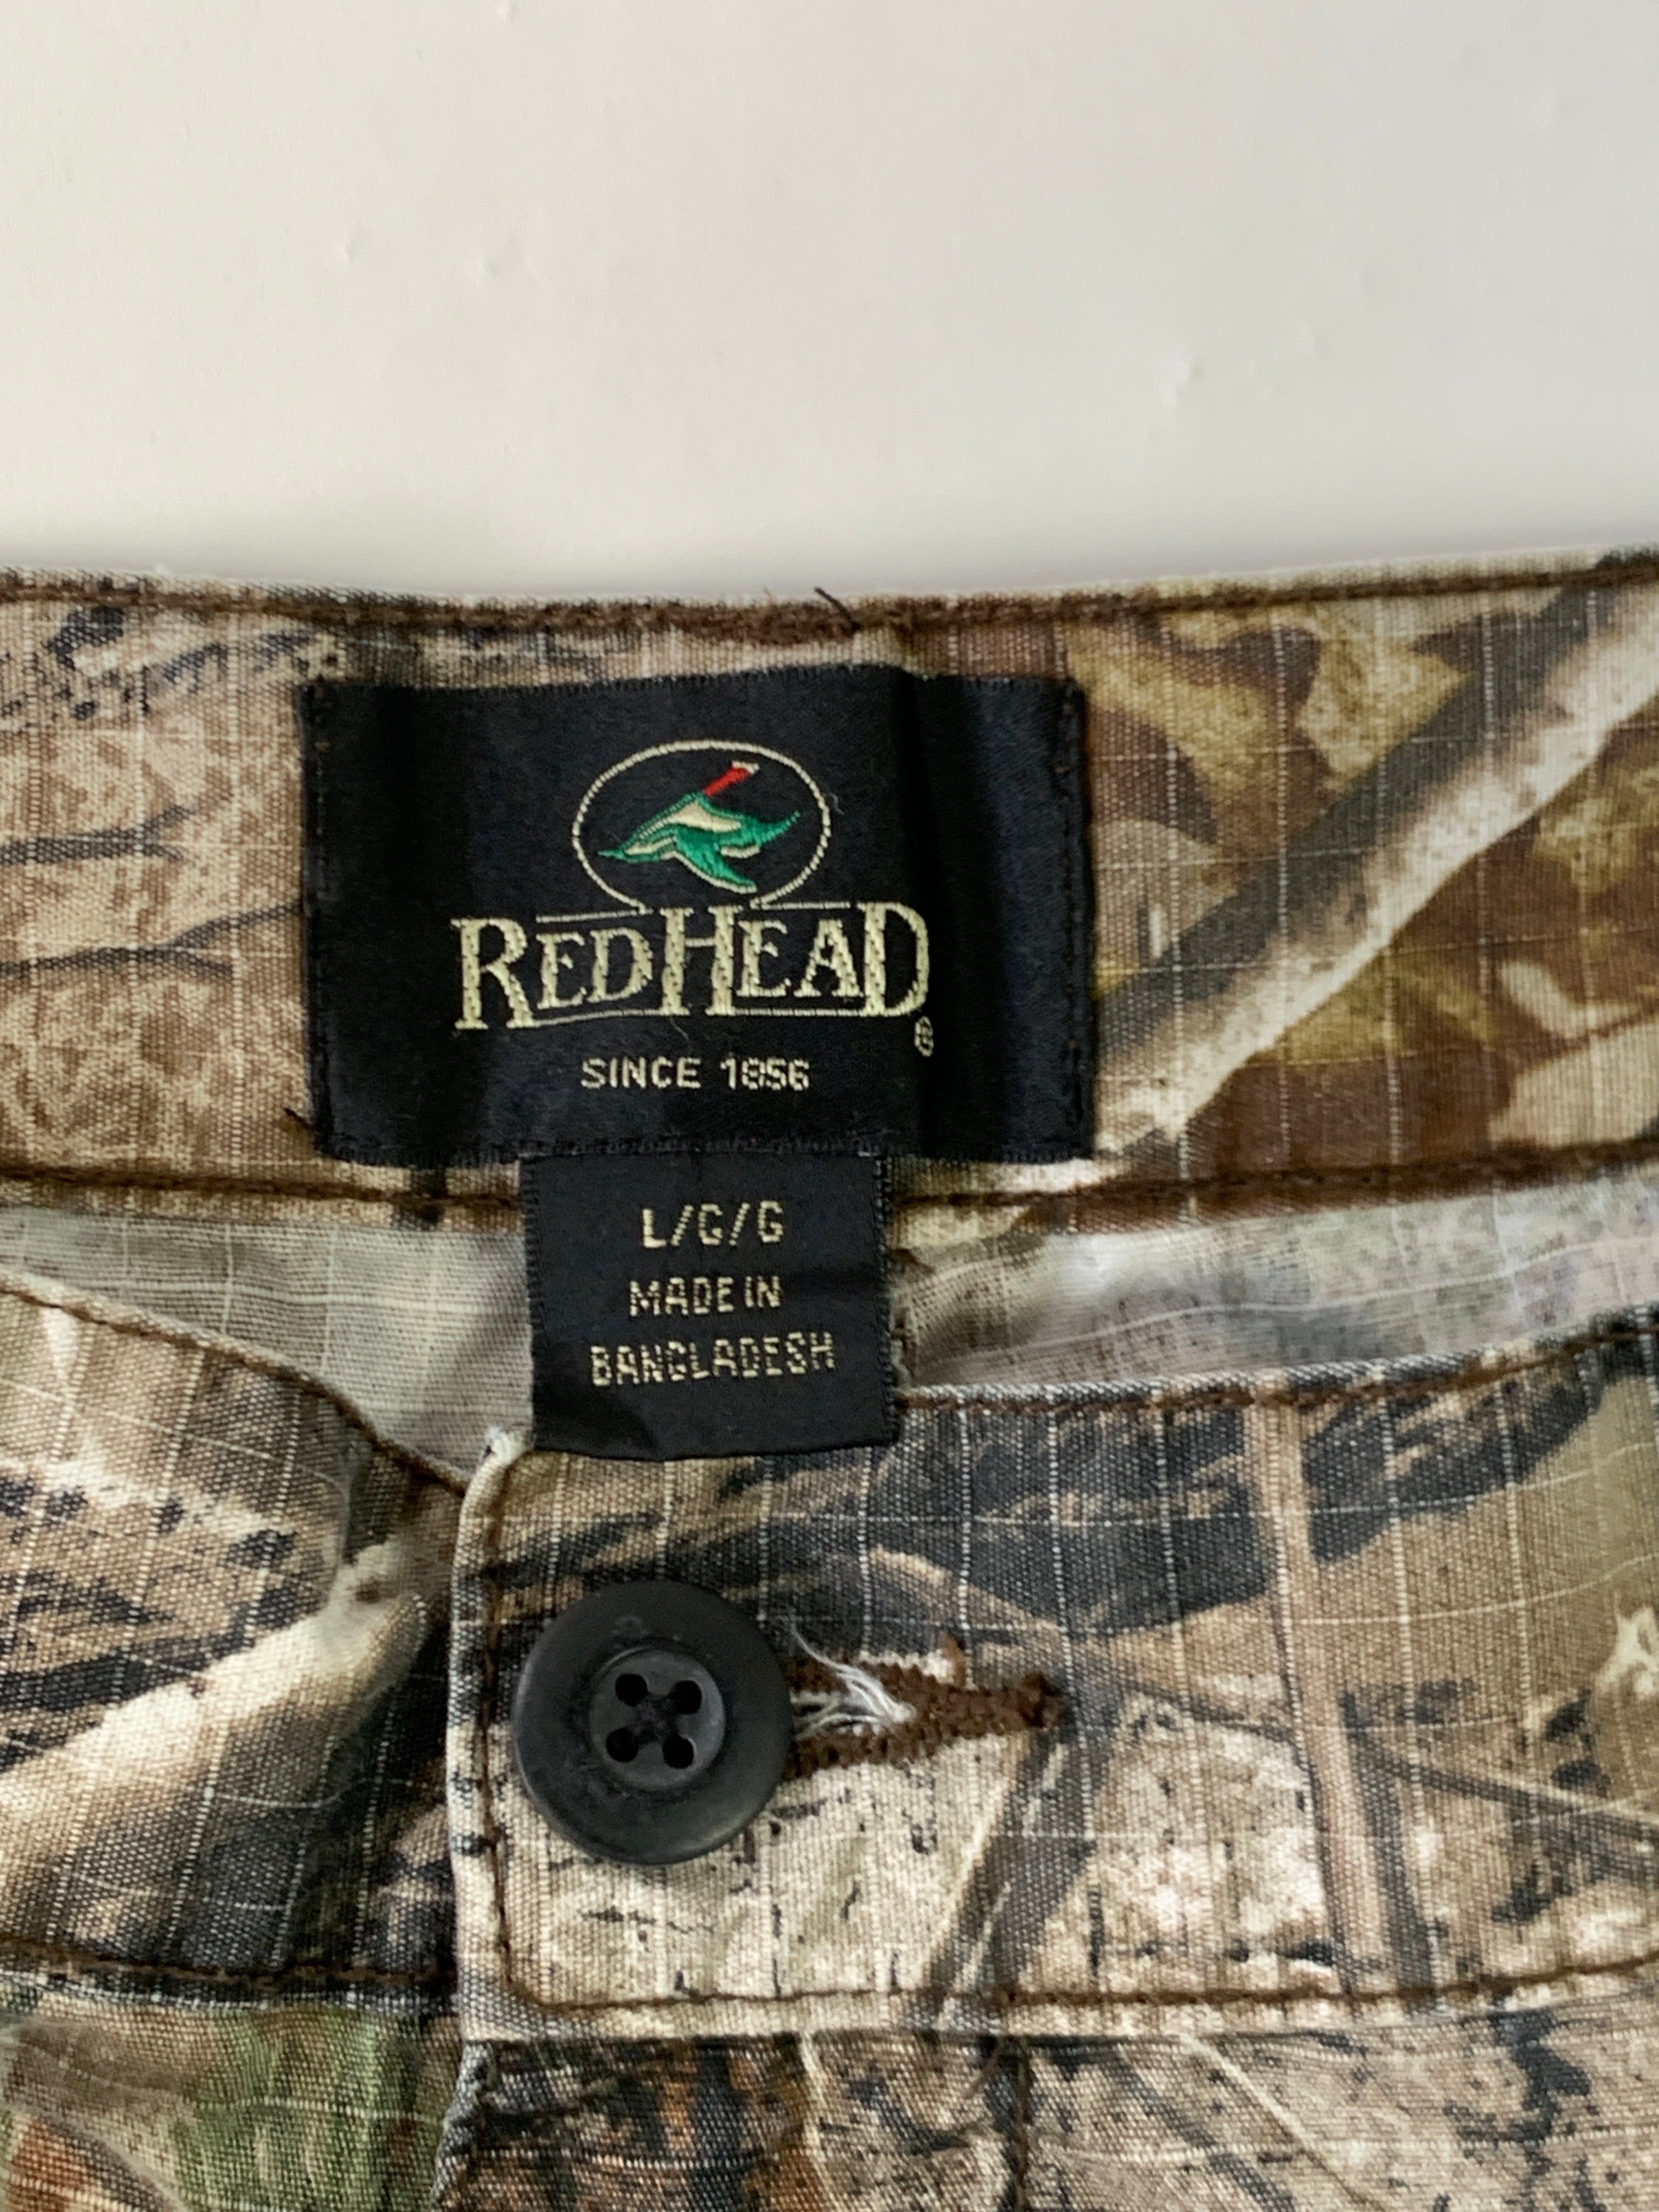 REDHEAD®
SINCE 1856
L/G/G
MADE IN
BANGLADESH